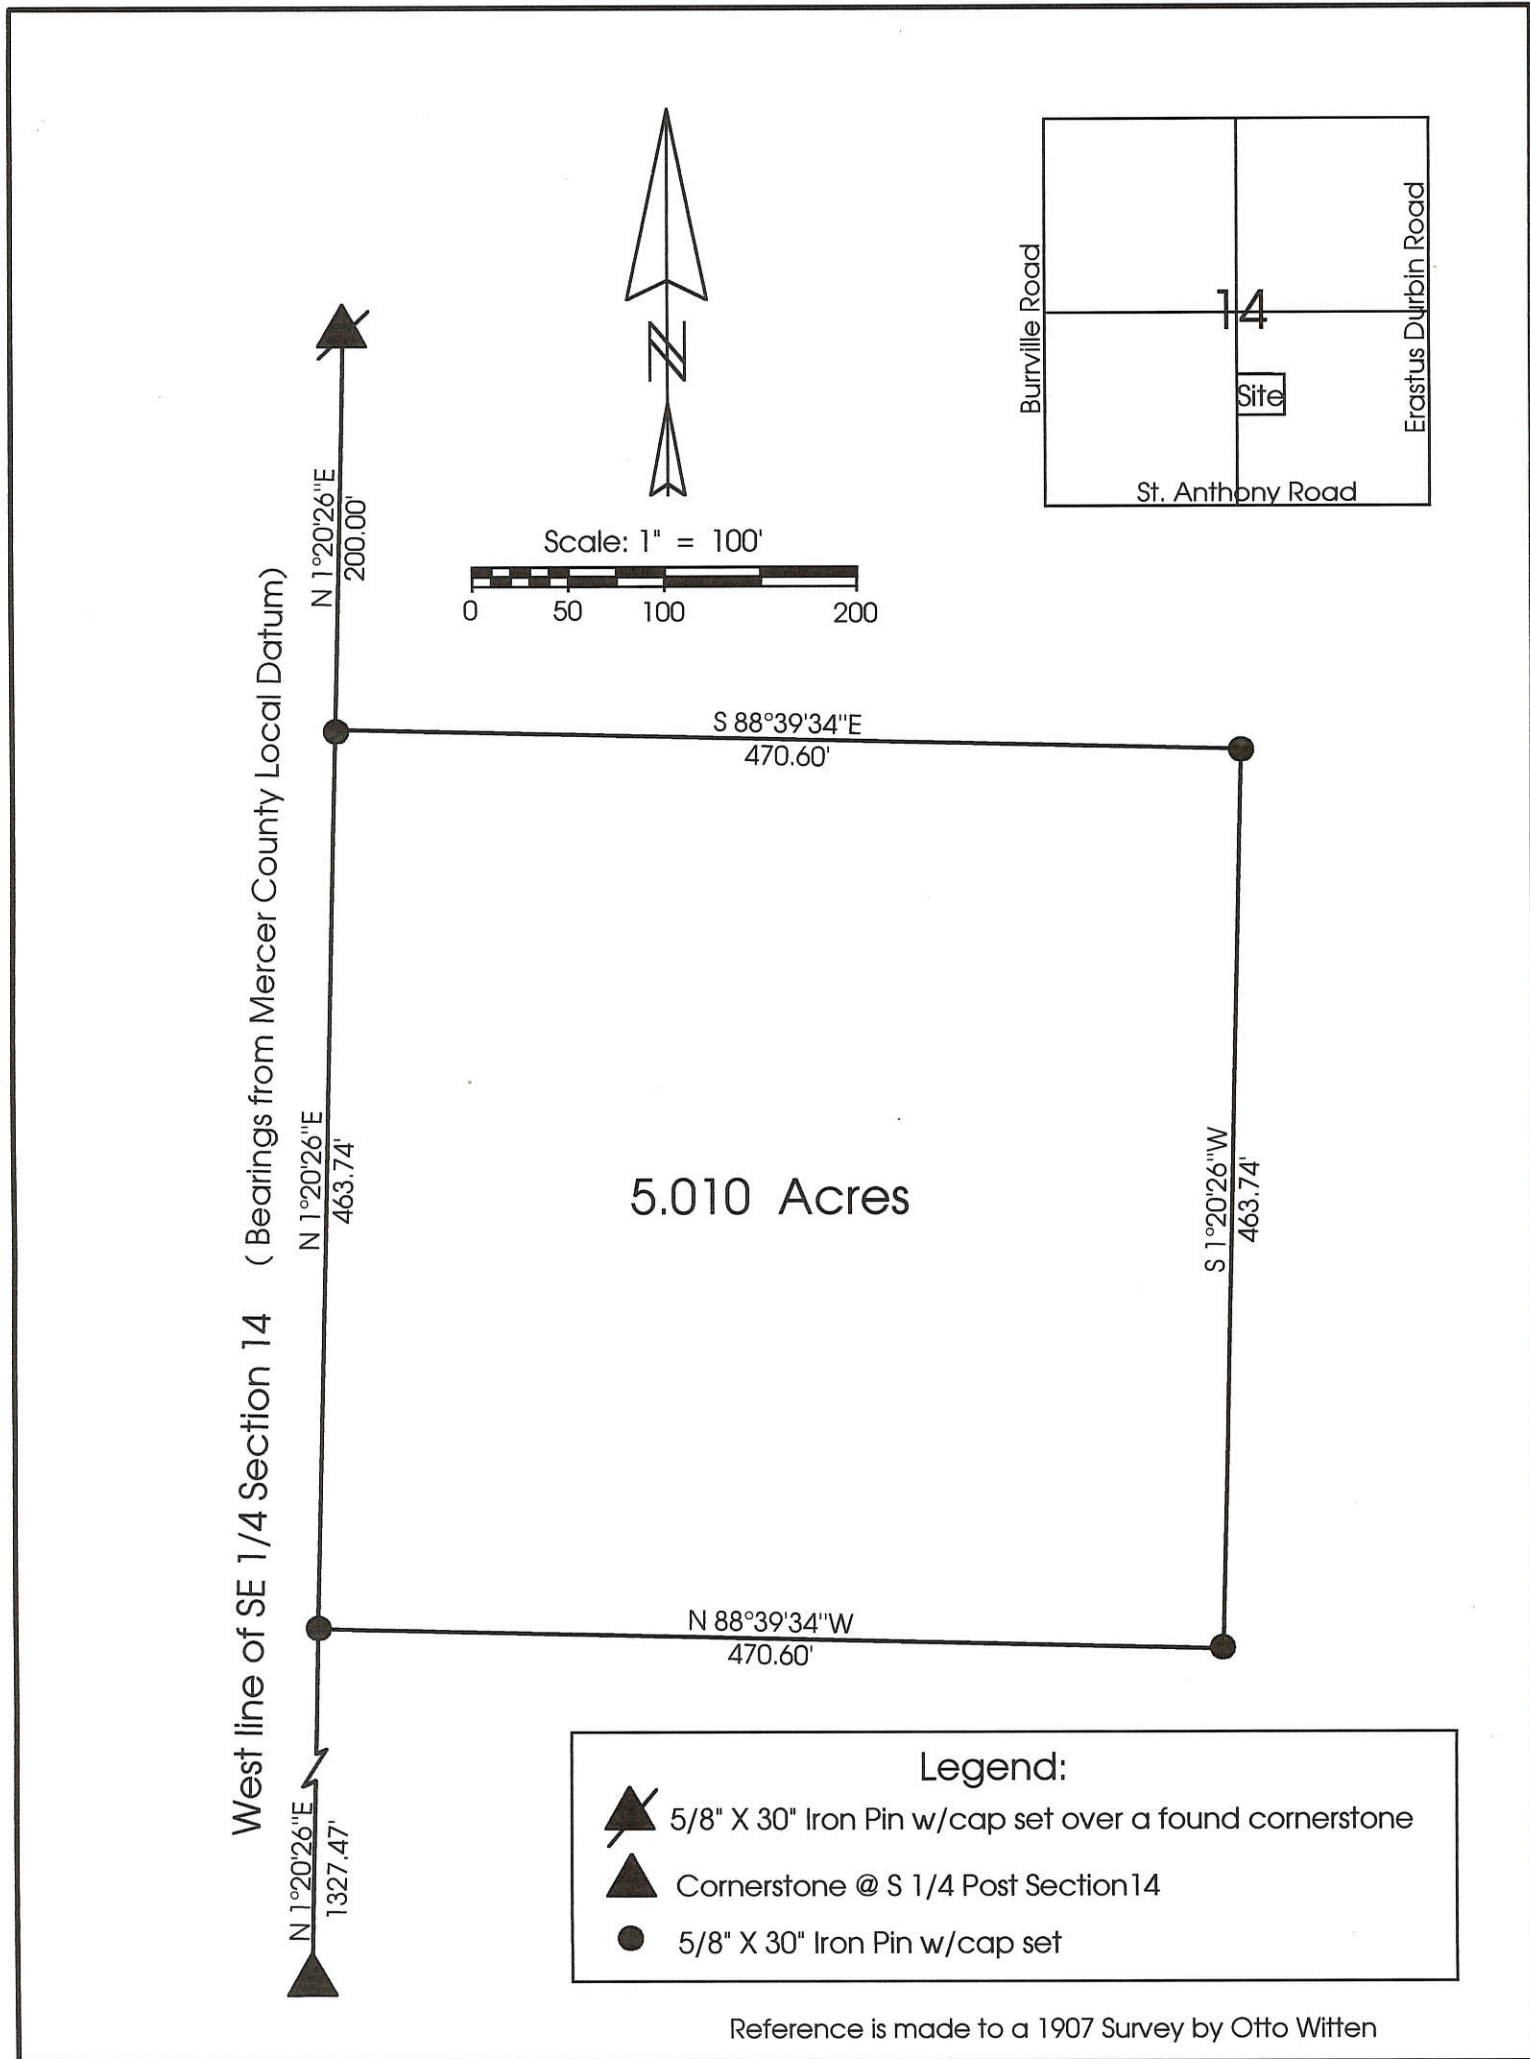 N
14
Burrville Road
Erastus Durbin Road
Site
St. Anthony Road
Scale: 1" = 100'
0 50 100 200
N 1°20'26"E
200.00'
West line of SE 1/4 Section 14 ( Bearings from Mercer County Local Datum)
S 88°39'34"E
470.60'
N 1°20'26"E
463.74'
5.010 Acres
S 1°20'26"W
463.74'
N 88°39'34"W
470.60'
N 1°20'26"E
1327.47'
Legend:
5/8" X 30" Iron Pin w/cap set over a found cornerstone
Cornerstone @ S 1/4 Post Section14
5/8" X 30" Iron Pin w/cap set
Reference is made to a 1907 Survey by Otto Witten